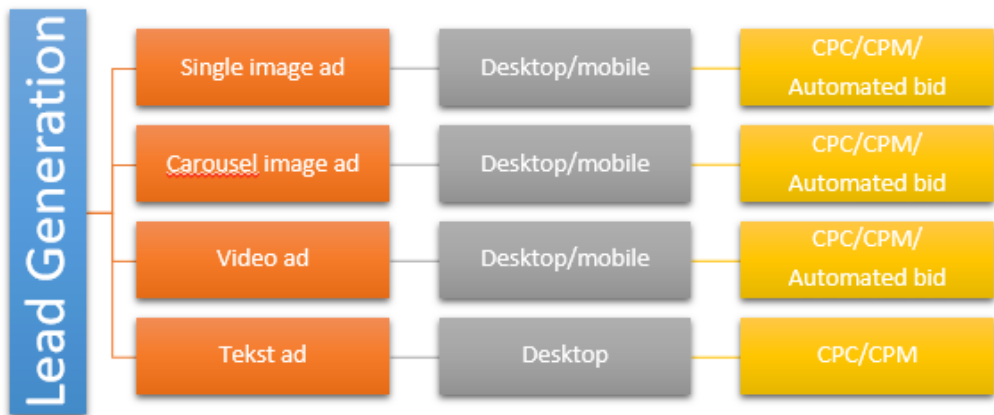 Lead Generation
Single image ad
Desktop/mobile
CPC/CPM/
Automated bid
Carousel image ad
Desktop/mobile
CPC/CPM/
Automated bid
Video ad
Desktop/mobile
CPC/CPM/
Automated bid
Tekst ad
Desktop
CPC/CPM